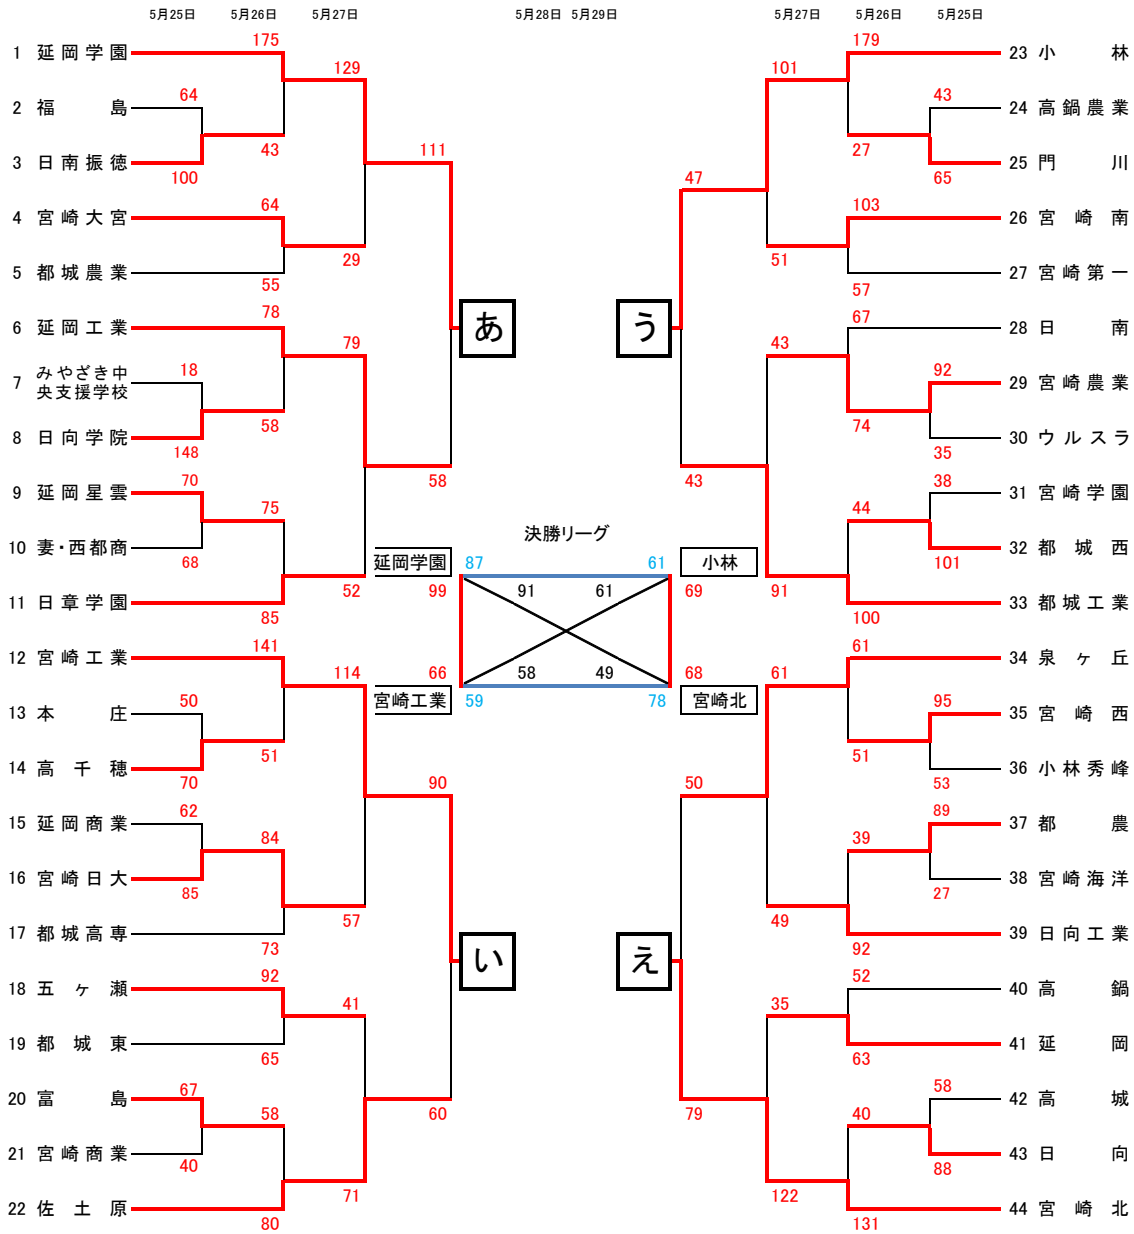 5月25日 5月26日 5月27日 5月28日 5月29日 5月27日 5月26日 5月25日
1 延岡学園
2 福島
3 日南振徳
4 宮崎大宮
5 都城農業
6 延岡工業
7 みやざき中
央支援学校
8 日向学院
9 延岡星雲
10 妻・西都商
11 日章学園
12 宮崎工業
13 本庄
14 高千穂
15 延岡商業
16 宮崎日大
17 都城高専
18 五ヶ瀬
19 都城東
20 富島
21 宮崎商業
22 佐土原
175
64
43
100
64
55
78
18
58
148
70
75
68
85
141
50
51
70
62
84
85
73
92
65
67
58
40
80
129
29
79
52
114
57
41
71
111
58
90
60
あ
い
う
え
決勝リーグ
延岡学園 87 61 小林
99 91 61 69
66 58 49 68
宮崎工業 59 78 宮崎北
47
43
50
79
101
51
43
91
61
49
35
122
179
43
27
65
103
57
67
92
74
35
38
44
101
100
61
95
51
53
89
39
27
92
52
63
58
40
88
131
23 小林
24 高鍋農業
25 門川
26 宮崎南
27 宮崎第一
28 日南
29 宮崎農業
30 ウルスラ
31 宮崎学園
32 都城西
33 都城工業
34 泉ヶ丘
35 宮崎西
36 小林秀峰
37 都農
38 宮崎海洋
39 日向工業
40 高鍋
41 延岡
42 高城
43 日向
44 宮崎北